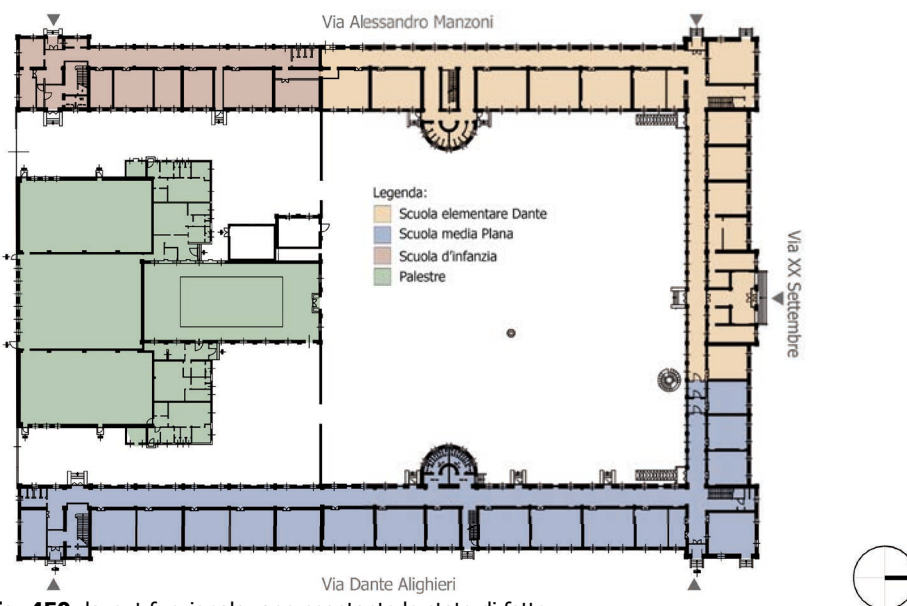 Via Alessandro Manzoni
Legenda:
Scuola elementare Dante
Scuola media Plana
Scuola d'infanzia
Palestre
Via XX Settembre
Via Dante Alighieri